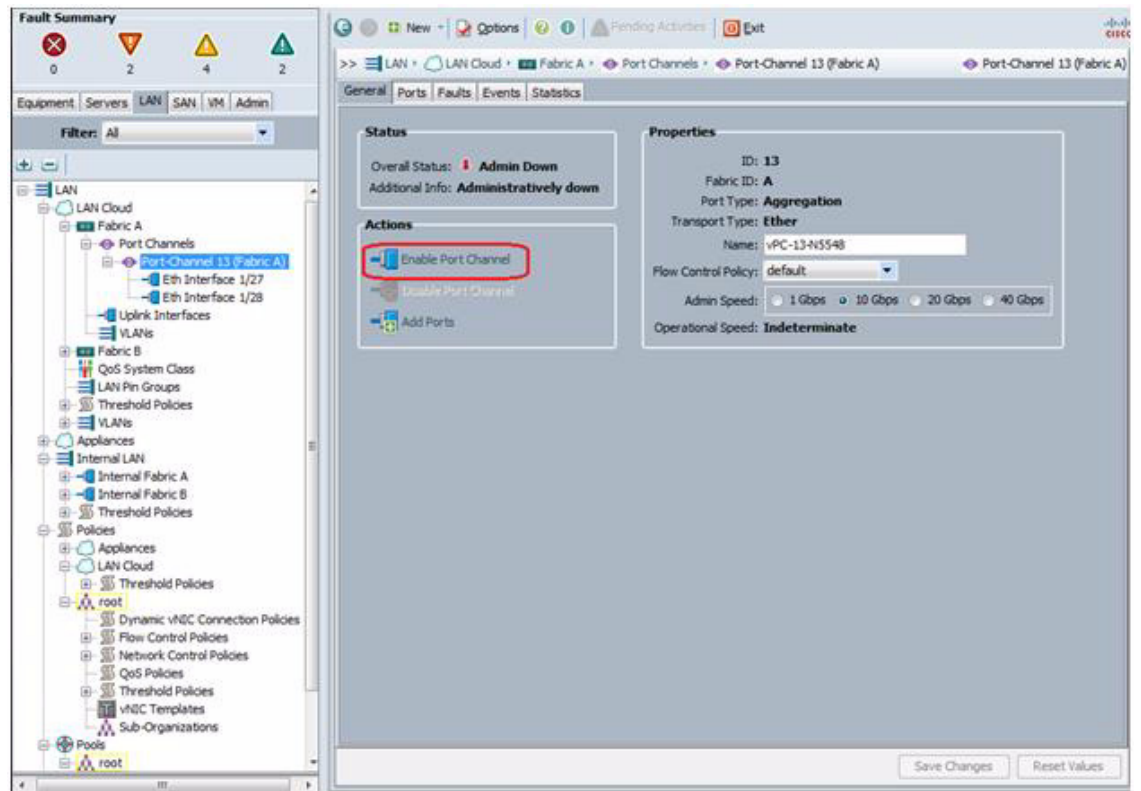 Fault Summary
0 2 4 2
Equipment Servers LAN SAN VM Admin
Filter: All
LAN
LAN Cloud
Fabric A
Port Channels
Port-Channel 13 (Fabric A)
Eth Interface 1/27
Eth Interface 1/28
Uplink Interfaces
VLANs
Fabric B
QoS System Class
LAN Pin Groups
Threshold Policies
VLANs
Appliances
Internal LAN
Internal Fabric A
Internal Fabric B
Threshold Policies
Policies
Appliances
LAN Cloud
Threshold Policies
root
Dynamic vNIC Connection Policies
Flow Control Policies
Network Control Policies
QoS Policies
Threshold Policies
vNIC Templates
Sub-Organizations
Pools
root
New Options Pending Activities Exit
CISCO
>> LAN LAN Cloud Fabric A Port Channels Port-Channel 13 (Fabric A) Port-Channel 13 (Fabric A)
General Ports Faults Events Statistics
Status
Overall Status: Admin Down
Additional Info: Administratively down
Actions
Enable Port Channel
Disable Port Channel
Add Ports
Properties
ID: 13
Fabric ID: A
Port Type: Aggregation
Transport Type: Ether
Name: vPC-13-N5548
Flow Control Policy: default
Admin Speed: 1 Gbps 10 Gbps 20 Gbps 40 Gbps
Operational Speed: Indeterminate
Save Changes Reset Values